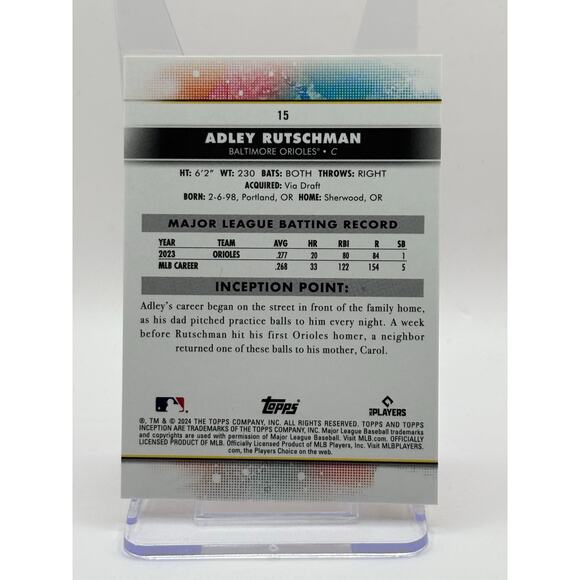 15
ADLEY RUTSCHMAN
BALTIMORE ORIOLES® • C
HT: 6'2" WT: 230 BATS: BOTH THROWS: RIGHT
ACQUIRED: Via Draft
BORN: 2-6-98, Portland, OR HOME: Sherwood, OR
MAJOR LEAGUE BATTING RECORD
YEAR TEAM AVG HR RBI R SB
2023 ORIOLES .277 20 80 84 1
MLB CAREER .268 33 122 154 5
INCEPTION POINT:
Adley's career began on the street in front of the family home,
as his dad pitched practice balls to him every night. A week
before Rutschman hit his first Orioles homer, a neighbor
returned one of these balls to his mother, Carol.
Topps
PLAYERS
®, TM & © 2024 THE TOPPS COMPANY, INC. ALL RIGHTS RESERVED. TOPPS AND TOPPS
INCEPTION ARE TRADEMARKS OF THE TOPPS COMPANY, INC. Major League Baseball trademarks
and copyrights are used with permission of Major League Baseball. Visit MLB.com. OFFICIALLY
LICENSED PRODUCT OF MLB. Officially Licensed Product of MLB Players, Inc. Visit MLBPLAYERS.
com, the Players Choice on the web.